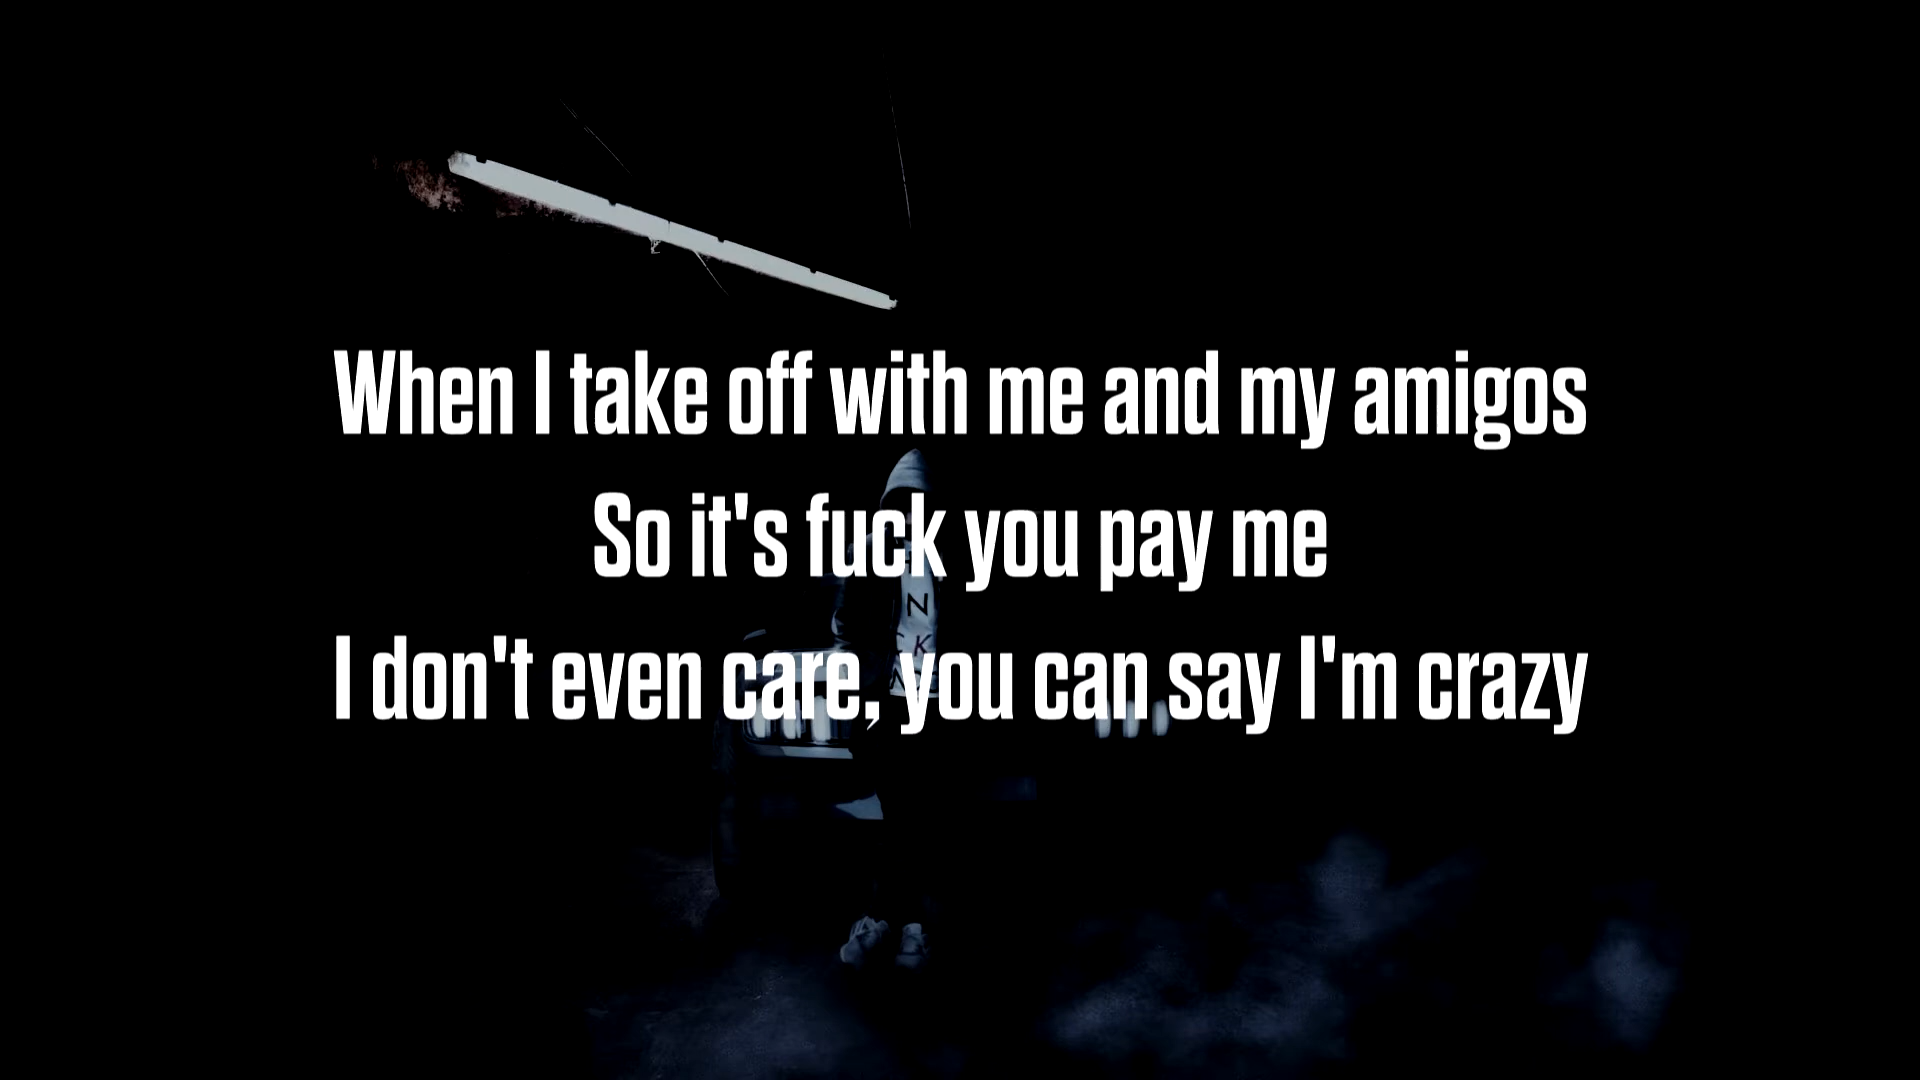 When I take off with me and my amigos
So it's fuck you pay me
N
CK
I don't even care, you can say I'm crazy